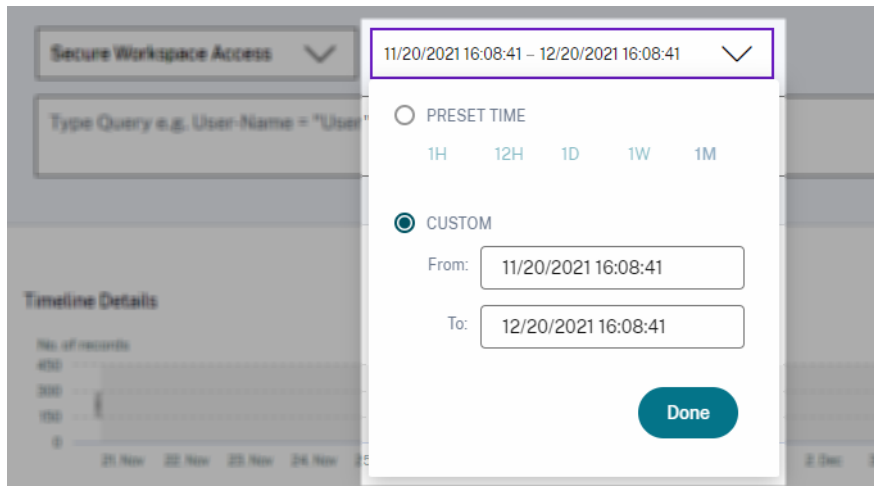 Secure Workspace Access
11/20/2021 16:08:41 – 12/20/2021 16:08:41
Type Query e.g. User-Name = "User"
PRESET TIME
1H 12H 1D 1W 1M
CUSTOM
From: 11/20/2021 16:08:41
To: 12/20/2021 16:08:41
Done
Timeline Details
No. of records
450
300
150
0
21. Nov 22. Nov 23. Nov 24. Nov 2. Dec